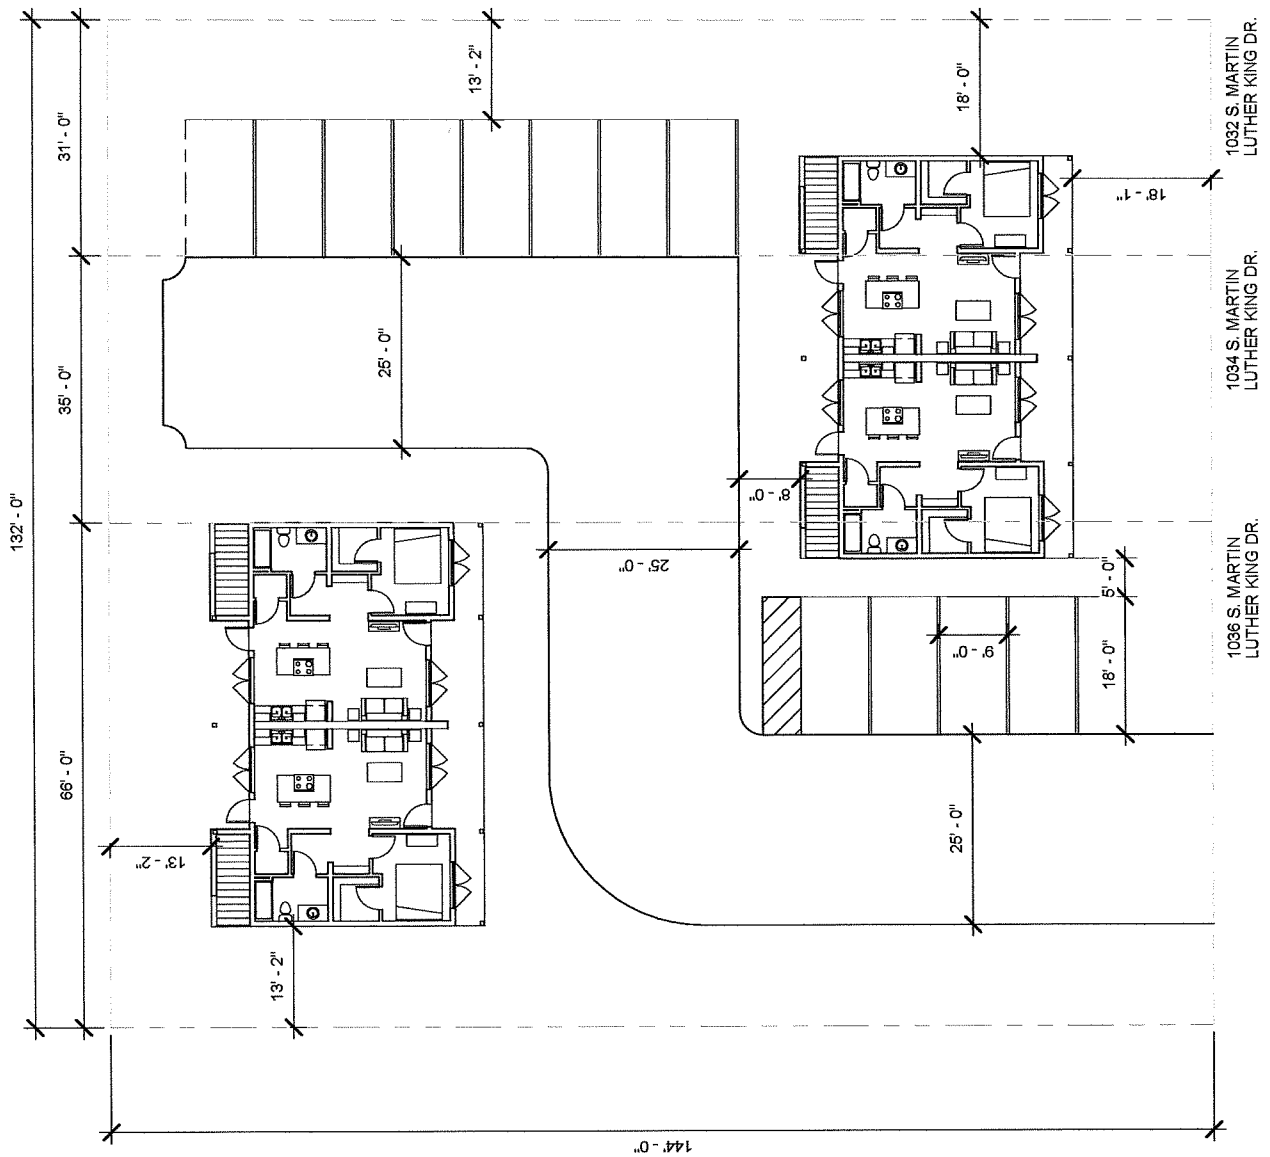 132' - 0"
31' - 0"
35' - 0"
66' - 0"
13' - 2"
18' - 0"
25' - 0"
18' - 1"
8' - 0"
25' - 0"
5' - 0"
9' - 0"
18' - 0"
25' - 0"
13' - 2"
13' - 2"
144' - 0"
1032 S. MARTIN
LUTHER KING DR.
1034 S. MARTIN
LUTHER KING DR.
1036 S. MARTIN
LUTHER KING DR.